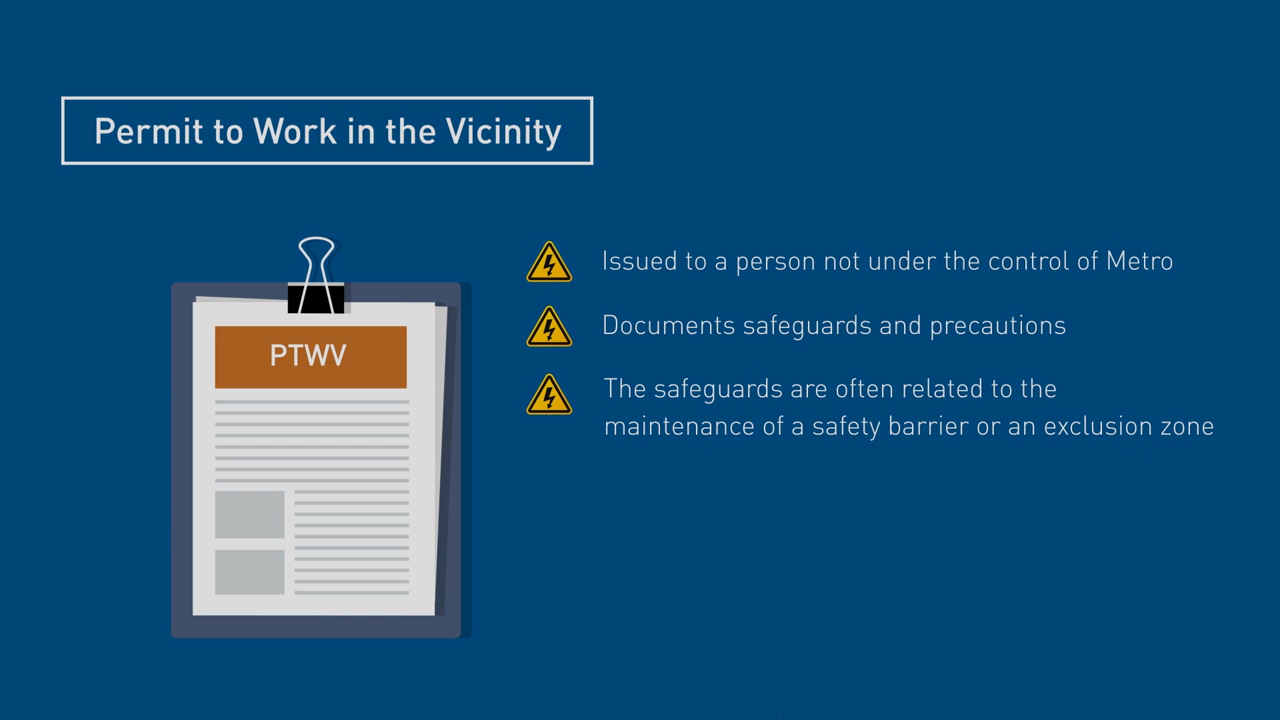 Permit to Work in the Vicinity
PTWV
Issued to a person not under the control of Metro
Documents safeguards and precautions
The safeguards are often related to the
maintenance of a safety barrier or an exclusion zone